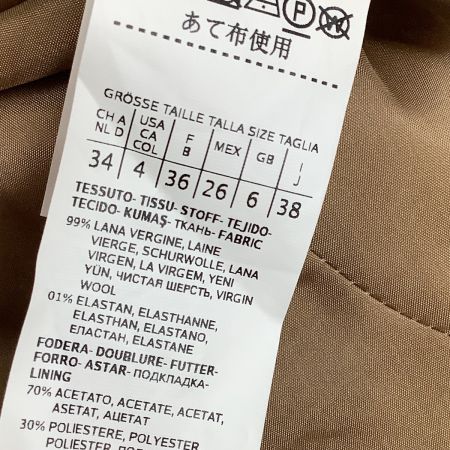 P
あて布使用
GRÖSSE TAILLE TALLA SIZE TAGLIA
CH A NL D USA CA COL F B MEX GB I J
34 4 36 26 6 38
TESSUTO- TISSU- STOFF- TEJIDO-
TECIDO- KUMAŞ- ТКАНЬ- FABRIC
99% LANA VERGINE, LAINE
VIERGE, SCHURWOLLE, LANA
VIRGEN, LA VIRGEM, YENI
YÜN, ЧИСТАЯ ШЕРСТЬ, VIRGIN
WOOL
01% ELASTAN, ELASTHANNE,
ELASTHAN, ELASTANO,
ЕЛАСТАН, ELASTANE
FODERA- DOUBLURE- FUTTER-
FORRO- ASTAR- ПОДКЛАДКА-
LINING
70% ACETATO, ACETATE, ACETAT,
ASETAT, АЦЕТАТ
30% POLIESTERE, POLYESTER
POLIESTER, POL